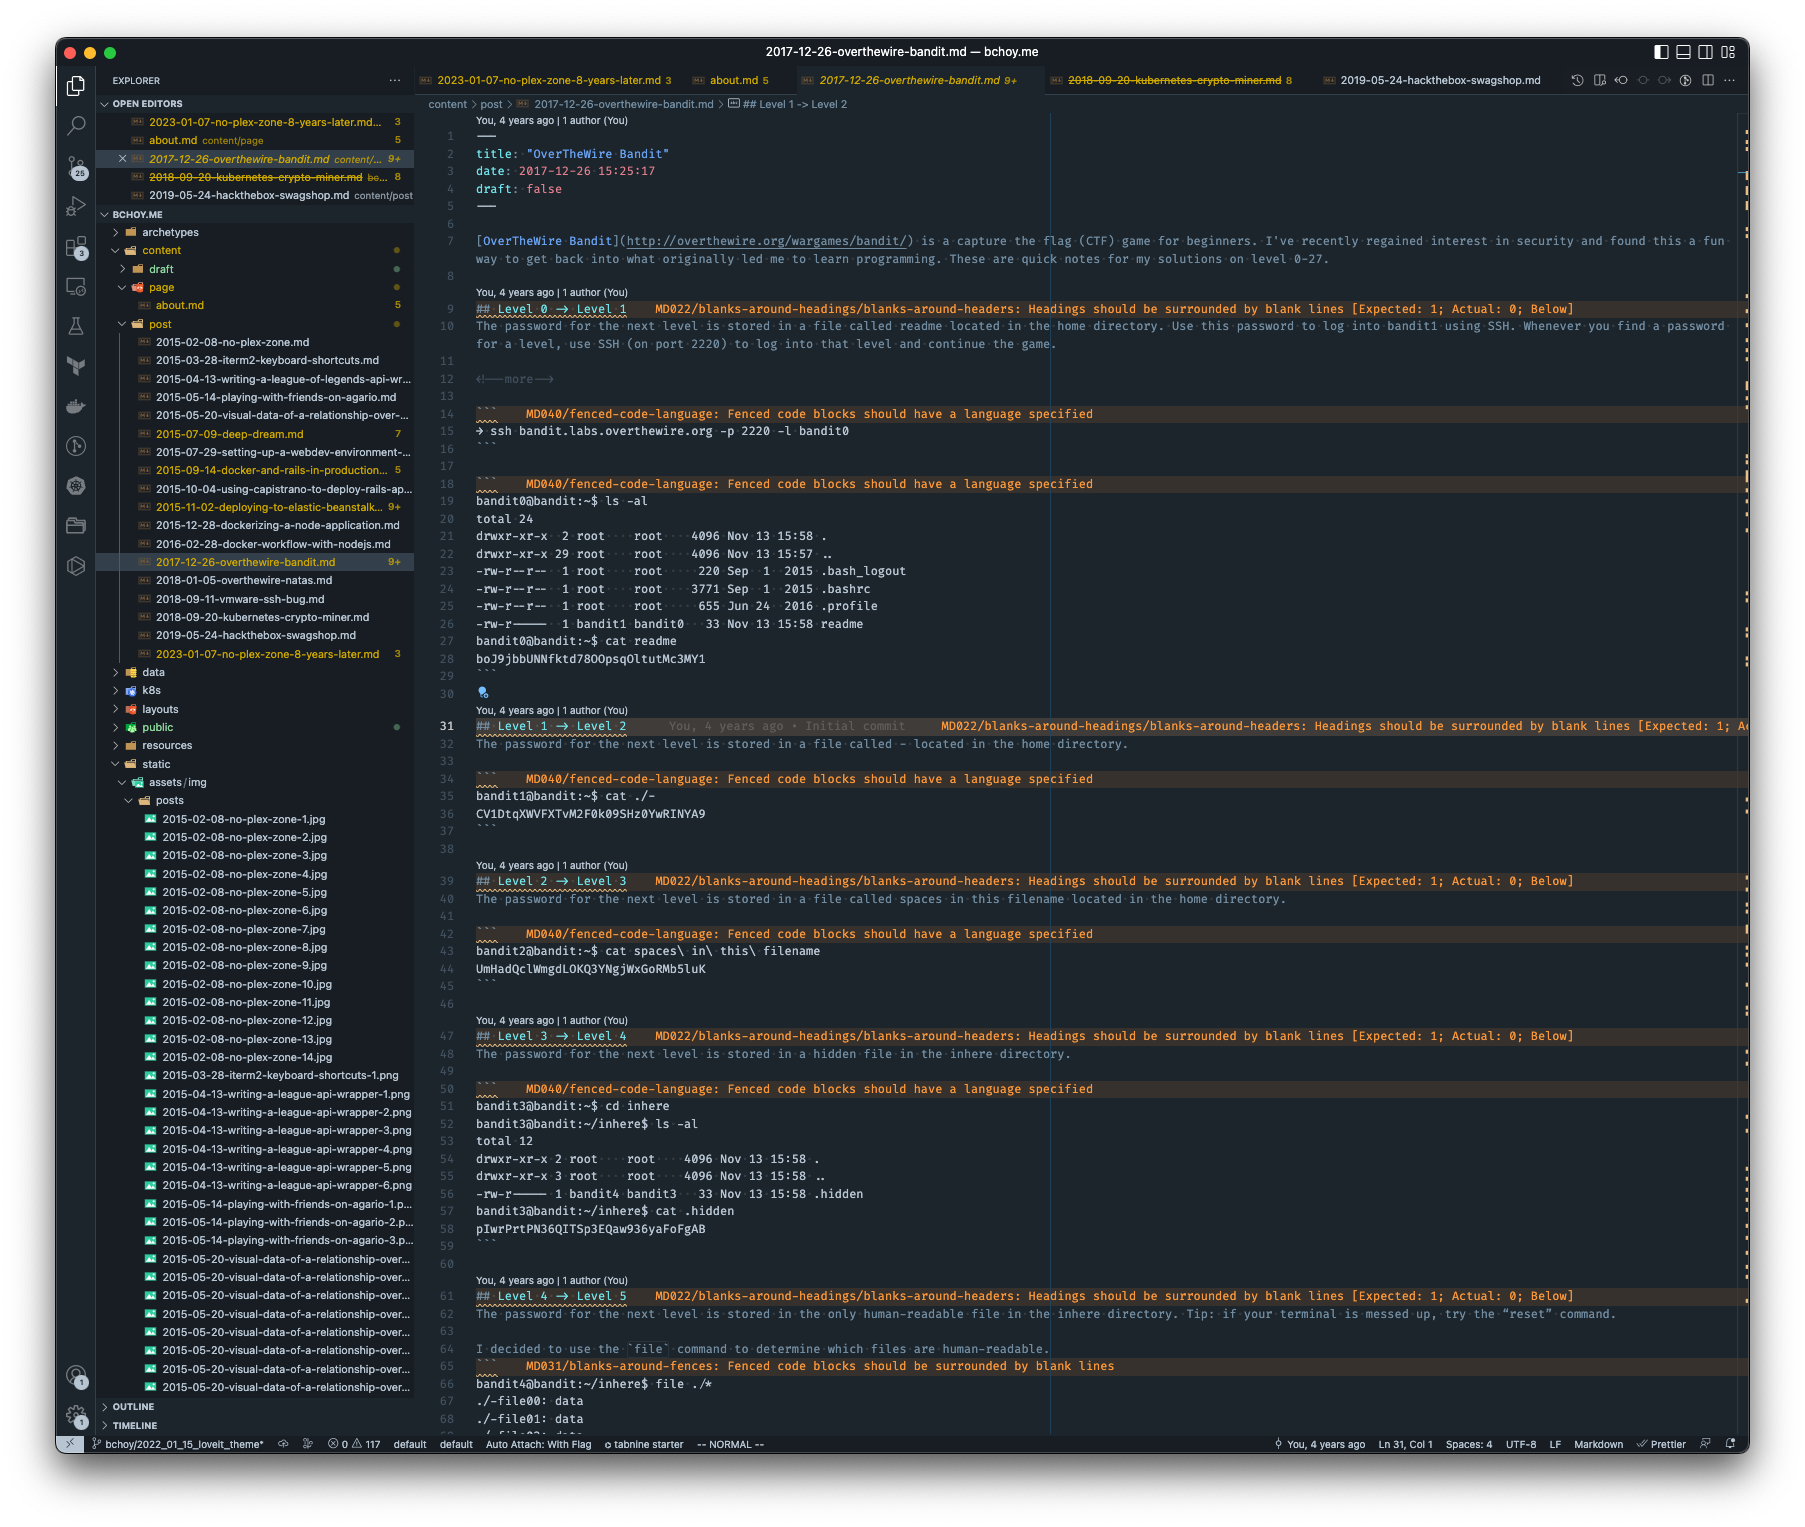 2017-12-26-overthewire-bandit.md — bchoy.me
EXPLORER
OPEN EDITORS
2023-01-07-no-plex-zone-8-years-later.md... 3
about.md content/page 5
2017-12-26-overthewire-bandit.md content/... 9+
2018-09-20-kubernetes-crypto-miner.md be... 8
2019-05-24-hackthebox-swagshop.md content/post
BCHOY.ME
archetypes
content
draft
page
about.md 5
post
2015-02-08-no-plex-zone.md
2015-03-28-iterm2-keyboard-shortcuts.md
2015-04-13-writing-a-league-of-legends-api-wr...
2015-05-14-playing-with-friends-on-agario.md
2015-05-20-visual-data-of-a-relationship-over-...
2015-07-09-deep-dream.md 7
2015-07-29-setting-up-a-webdev-environment-...
2015-09-14-docker-and-rails-in-production... 5
2015-10-04-using-capistrano-to-deploy-rails-ap...
2015-11-02-deploying-to-elastic-beanstalk... 9+
2015-12-28-dockerizing-a-node-application.md
2016-02-28-docker-workflow-with-nodejs.md
2017-12-26-overthewire-bandit.md 9+
2018-01-05-overthewire-natas.md
2018-09-11-vmware-ssh-bug.md
2018-09-20-kubernetes-crypto-miner.md
2019-05-24-hackthebox-swagshop.md
2023-01-07-no-plex-zone-8-years-later.md 3
data
k8s
layouts
public
resources
static
assets/img
posts
2015-02-08-no-plex-zone-1.jpg
2015-02-08-no-plex-zone-2.jpg
2015-02-08-no-plex-zone-3.jpg
2015-02-08-no-plex-zone-4.jpg
2015-02-08-no-plex-zone-5.jpg
2015-02-08-no-plex-zone-6.jpg
2015-02-08-no-plex-zone-7.jpg
2015-02-08-no-plex-zone-8.jpg
2015-02-08-no-plex-zone-9.jpg
2015-02-08-no-plex-zone-10.jpg
2015-02-08-no-plex-zone-11.jpg
2015-02-08-no-plex-zone-12.jpg
2015-02-08-no-plex-zone-13.jpg
2015-02-08-no-plex-zone-14.jpg
2015-03-28-iterm2-keyboard-shortcuts-1.png
2015-04-13-writing-a-league-api-wrapper-1.png
2015-04-13-writing-a-league-api-wrapper-2.png
2015-04-13-writing-a-league-api-wrapper-3.png
2015-04-13-writing-a-league-api-wrapper-4.png
2015-04-13-writing-a-league-api-wrapper-5.png
2015-04-13-writing-a-league-api-wrapper-6.png
2015-05-14-playing-with-friends-on-agario-1.p...
2015-05-14-playing-with-friends-on-agario-2.p...
2015-05-14-playing-with-friends-on-agario-3.p...
2015-05-20-visual-data-of-a-relationship-over...
2015-05-20-visual-data-of-a-relationship-over...
2015-05-20-visual-data-of-a-relationship-over...
2015-05-20-visual-data-of-a-relationship-over...
2015-05-20-visual-data-of-a-relationship-over...
2015-05-20-visual-data-of-a-relationship-over...
2015-05-20-visual-data-of-a-relationship-over...
2015-05-20-visual-data-of-a-relationship-over...
OUTLINE
TIMELINE
25
3
1
1
2023-01-07-no-plex-zone-8-years-later.md 3 about.md 5 2017-12-26-overthewire-bandit.md 9+ 2018-09-20-kubernetes-crypto-miner.md 8 2019-05-24-hackthebox-swagshop.md
content > post > 2017-12-26-overthewire-bandit.md > ## Level 1 -> Level 2
You, 4 years ago | 1 author (You)
1 ---
2 title: "OverTheWire Bandit"
3 date: 2017-12-26 15:25:17
4 draft: false
5 ---
6
7 [OverTheWire Bandit](http://overthewire.org/wargames/bandit/) is a capture the flag (CTF) game for beginners. I've recently regained interest in security and found this a fun
way to get back into what originally led me to learn programming. These are quick notes for my solutions on level 0-27.
8
You, 4 years ago | 1 author (You)
9 ## Level 0 -> Level 1 MD022/blanks-around-headings/blanks-around-headers: Headings should be surrounded by blank lines [Expected: 1; Actual: 0; Below]
10 The password for the next level is stored in a file called readme located in the home directory. Use this password to log into bandit1 using SSH. Whenever you find a password
for a level, use SSH (on port 2220) to log into that level and continue the game.
11
12 <!--more-->
13
14 ``` MD040/fenced-code-language: Fenced code blocks should have a language specified
15 → ssh bandit.labs.overthewire.org -p 2220 -l bandit0
16 ```
17
18 ``` MD040/fenced-code-language: Fenced code blocks should have a language specified
19 bandit0@bandit:~$ ls -al
20 total 24
21 drwxr-xr-x 2 root root 4096 Nov 13 15:58 .
22 drwxr-xr-x 29 root root 4096 Nov 13 15:57 ..
23 -rw-r--r-- 1 root root 220 Sep 1 2015 .bash_logout
24 -rw-r--r-- 1 root root 3771 Sep 1 2015 .bashrc
25 -rw-r--r-- 1 root root 655 Jun 24 2016 .profile
26 -rw-r----- 1 bandit1 bandit0 33 Nov 13 15:58 readme
27 bandit0@bandit:~$ cat readme
28 boJ9jbbUNNfktd78OOpsqOltutMc3MY1
29 ```
30
You, 4 years ago | 1 author (You)
31 ## Level 1 -> Level 2 You, 4 years ago • Initial commit MD022/blanks-around-headings/blanks-around-headers: Headings should be surrounded by blank lines [Expected: 1; Ac
32 The password for the next level is stored in a file called - located in the home directory.
33
34 ``` MD040/fenced-code-language: Fenced code blocks should have a language specified
35 bandit1@bandit:~$ cat ./-
36 CV1DtqXWVFXTvM2F0k09SHz0YwRINYA9
37 ```
38
You, 4 years ago | 1 author (You)
39 ## Level 2 -> Level 3 MD022/blanks-around-headings/blanks-around-headers: Headings should be surrounded by blank lines [Expected: 1; Actual: 0; Below]
40 The password for the next level is stored in a file called spaces in this filename located in the home directory.
41
42 ``` MD040/fenced-code-language: Fenced code blocks should have a language specified
43 bandit2@bandit:~$ cat spaces\ in\ this\ filename
44 UmHadQclWmgdLOKQ3YNgjWxGoRMb5luK
45 ```
46
You, 4 years ago | 1 author (You)
47 ## Level 3 -> Level 4 MD022/blanks-around-headings/blanks-around-headers: Headings should be surrounded by blank lines [Expected: 1; Actual: 0; Below]
48 The password for the next level is stored in a hidden file in the inhere directory.
49
50 ``` MD040/fenced-code-language: Fenced code blocks should have a language specified
51 bandit3@bandit:~$ cd inhere
52 bandit3@bandit:~/inhere$ ls -al
53 total 12
54 drwxr-xr-x 2 root root 4096 Nov 13 15:58 .
55 drwxr-xr-x 3 root root 4096 Nov 13 15:58 ..
56 -rw-r----- 1 bandit4 bandit3 33 Nov 13 15:58 .hidden
57 bandit3@bandit:~/inhere$ cat .hidden
58 pIwrPrtPN36QITSp3EQaw936yaFoFgAB
59 ```
60
You, 4 years ago | 1 author (You)
61 ## Level 4 -> Level 5 MD022/blanks-around-headings/blanks-around-headers: Headings should be surrounded by blank lines [Expected: 1; Actual: 0; Below]
62 The password for the next level is stored in the only human-readable file in the inhere directory. Tip: if your terminal is messed up, try the “reset” command.
63
64 I decided to use the `file` command to determine which files are human-readable.
65 ``` MD031/blanks-around-fences: Fenced code blocks should be surrounded by blank lines
66 bandit4@bandit:~/inhere$ file ./*
67 ./-file00: data
68 ./-file01: data
bchoy/2022_01_15_loveit_theme* 0 117 default default Auto Attach: With Flag tabnine starter -- NORMAL -- You, 4 years ago Ln 31, Col 1 Spaces: 4 UTF-8 LF Markdown Prettier